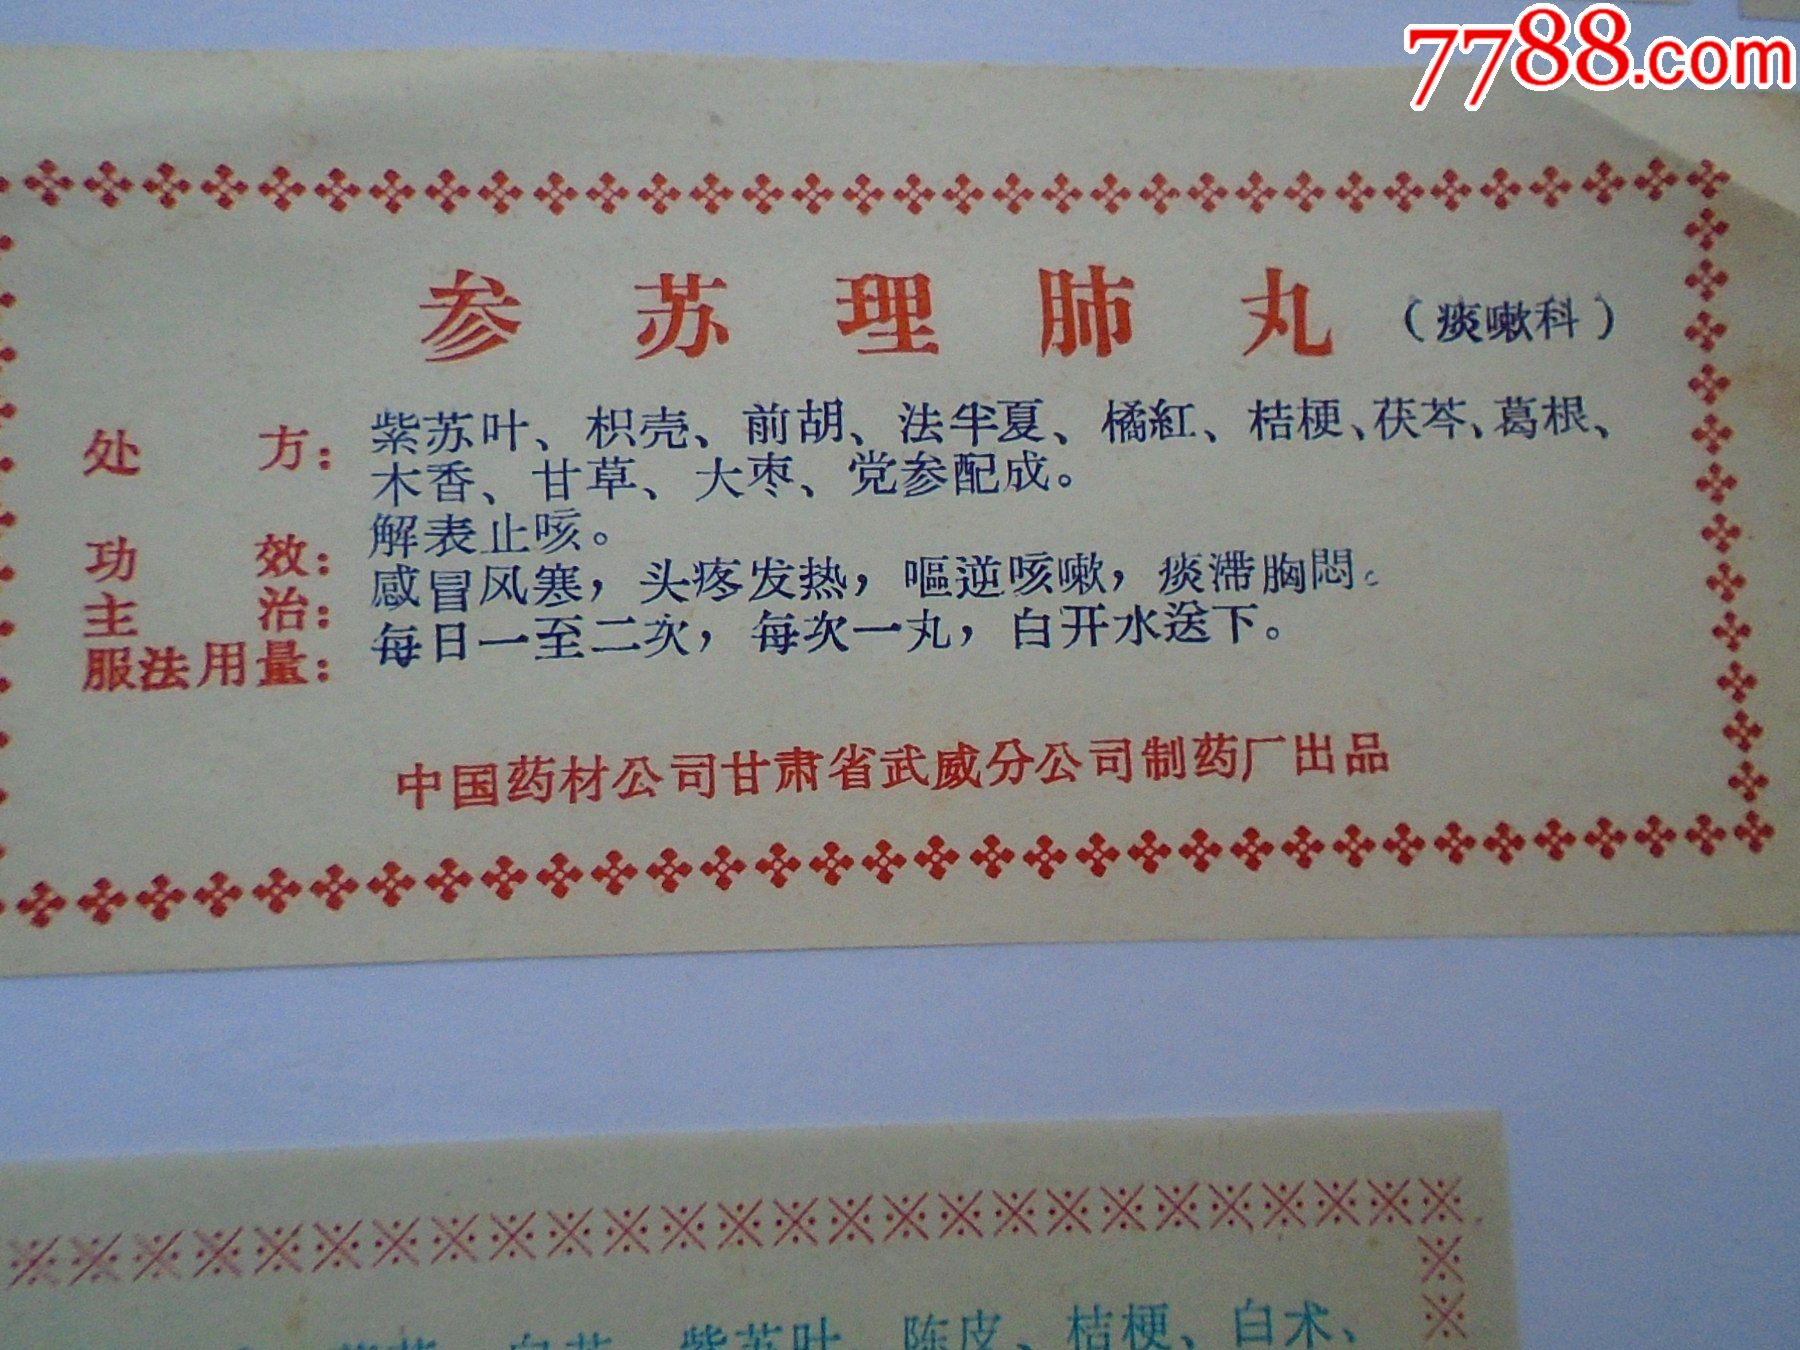 7788.com
参苏理肺丸（痰嗽科）
处方：紫苏叶、枳壳、前胡、法半夏、橘紅、桔梗、茯苓、葛根、
木香、甘草、大枣、党参配成。
功效：解表止咳。
主治：感冒风寒，头疼发热，嘔逆咳嗽，痰滯胸悶。
服法用量：每日一至二次，每次一丸，白开水送下。
中国药材公司甘肃省武威分公司制药厂出品
紫苏叶、陈皮、桔梗、白术、